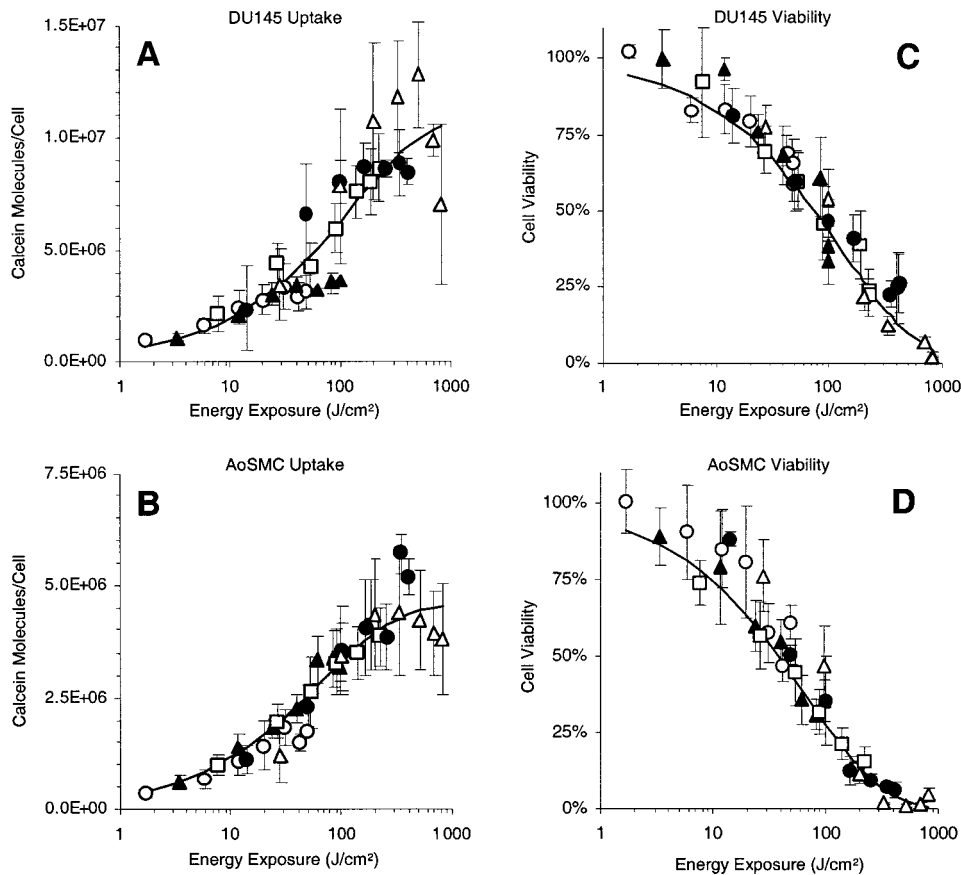 DU145 Uptake
A
1.5E+07
1.0E+07
5.0E+06
0.0E+00
Calcein Molecules/Cell
1 10 100 1000
Energy Exposure (J/cm²)
DU145 Viability
C
100%
75%
50%
25%
0%
Cell Viability
1 10 100 1000
Energy Exposure (J/cm²)
AoSMC Uptake
B
7.5E+06
5.0E+06
2.5E+06
0.0E+00
Calcein Molecules/Cell
1 10 100 1000
Energy Exposure (J/cm²)
AoSMC Viability
D
100%
75%
50%
25%
0%
Cell Viability
1 10 100 1000
Energy Exposure (J/cm²)